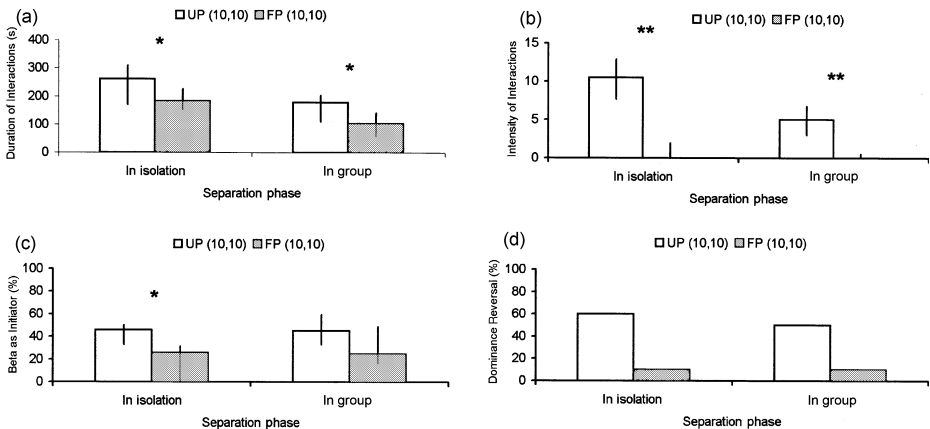 (a)
UP (10,10) FP (10,10)
Duration of Interactions (s)
400
300
200
100
0
*
*
In isolation In group
Separation phase
(b)
UP (10,10) FP (10,10)
Intensity of Interactions
15
10
5
0
**
**
In isolation In group
Separation phase
(c)
UP (10,10) FP (10,10)
Beta as Initiator (%)
100
80
60
40
20
0
*
In isolation In group
Separation phase
(d)
UP (10,10) FP (10,10)
Dominance Reversal (%)
100
80
60
40
20
0
In isolation In group
Separation phase